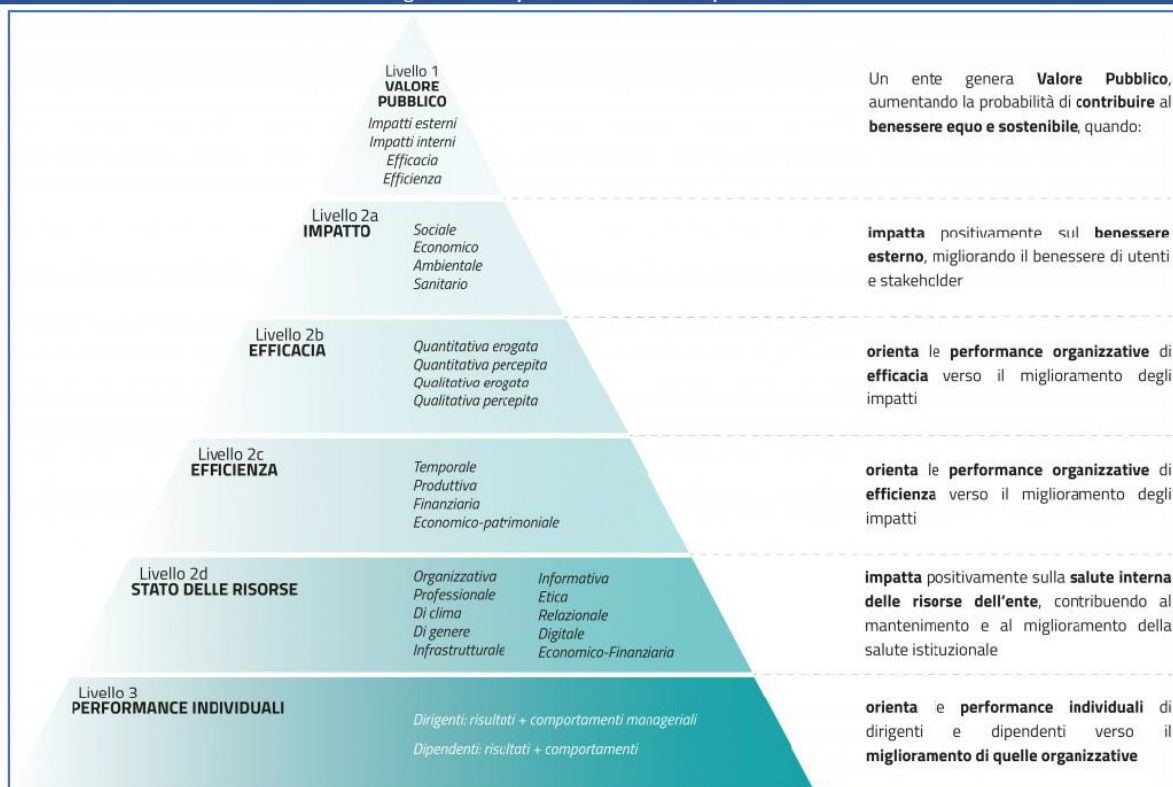 Livello 1
VALORE
PUBBLICO
Impatti esterni
Impatti interni
Efficacia
Efficienza
Un ente genera Valore Pubblico,
aumentando la probabilità di contribuire al
benessere equo e sostenibile, quando:
Livello 2a
IMPATTO
Sociale
Economico
Ambientale
Sanitario
impatta positivamente sul benessere
esterno, migliorando il benessere di utenti
e stakeholder
Livello 2b
EFFICACIA
Quantitativa erogata
Quantitativa percepita
Qualitativa erogata
Qualitativa percepita
orienta le performance organizzative di
efficacia verso il miglioramento degli
impatti
Livello 2c
EFFICIENZA
Temporale
Produttiva
Finanziaria
Economico-patrimoniale
orienta le performance organizzative di
efficienza verso il miglioramento degli
impatti
Livello 2d
STATO DELLE RISORSE
Organizzativa
Professionale
Di clima
Di genere
Infrastrutturale
Informativa
Etica
Relazionale
Digitale
Economico-Finanziaria
impatta positivamente sulla salute interna
delle risorse dell'ente, contribuendo al
mantenimento e al miglioramento della
salute istituzionale
Livello 3
PERFORMANCE INDIVIDUALI
Dirigenti: risultati + comportamenti manageriali
Dipendenti: risultati + comportamenti
orienta le performance individuali di
dirigenti e dipendenti verso il
miglioramento di quelle organizzative